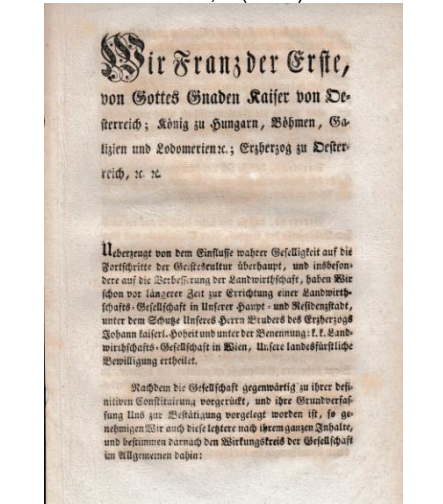 Wir Franz der Erste,
von Gottes Gnaden Kaiser von Oe-
sterreich; König zu Hungarn, Böhmen, Ga-
lizien und Lodomerien ꝛc.; Erzherzog zu Oester-
reich, ꝛc. ꝛc.
Ueberzeugt von dem Einflusse wahrer Geselligkeit auf die
Fortschritte der Geistescultur überhaupt, und insbeson-
dere auf die Verbesserung der Landwirthschaft, haben Wir
schon vor längerer Zeit zur Errichtung einer Landwirth-
schafts-Gesellschaft in Unserer Haupt- und Residenzstadt,
unter dem Schutze Unseres Herrn Bruders des Erzherzogs
Johann kaiserl. Hoheit und unter der Benennung: k. k. Land-
wirthschafts-Gesellschaft in Wien, Unsere landesfürstliche
Bewilligung ertheilet.
Nachdem die Gesellschaft gegenwärtig zu ihrer defi-
nitiven Constituirung vorgerückt, und ihre Grundverfas-
sung Uns zur Bestätigung vorgelegt worden ist, so ge-
nehmigen Wir auch diese letztere nach ihrem ganzen Inhalte,
und bestimmen darnach den Wirkungskreis der Gesellschaft
im Allgemeinen dahin: